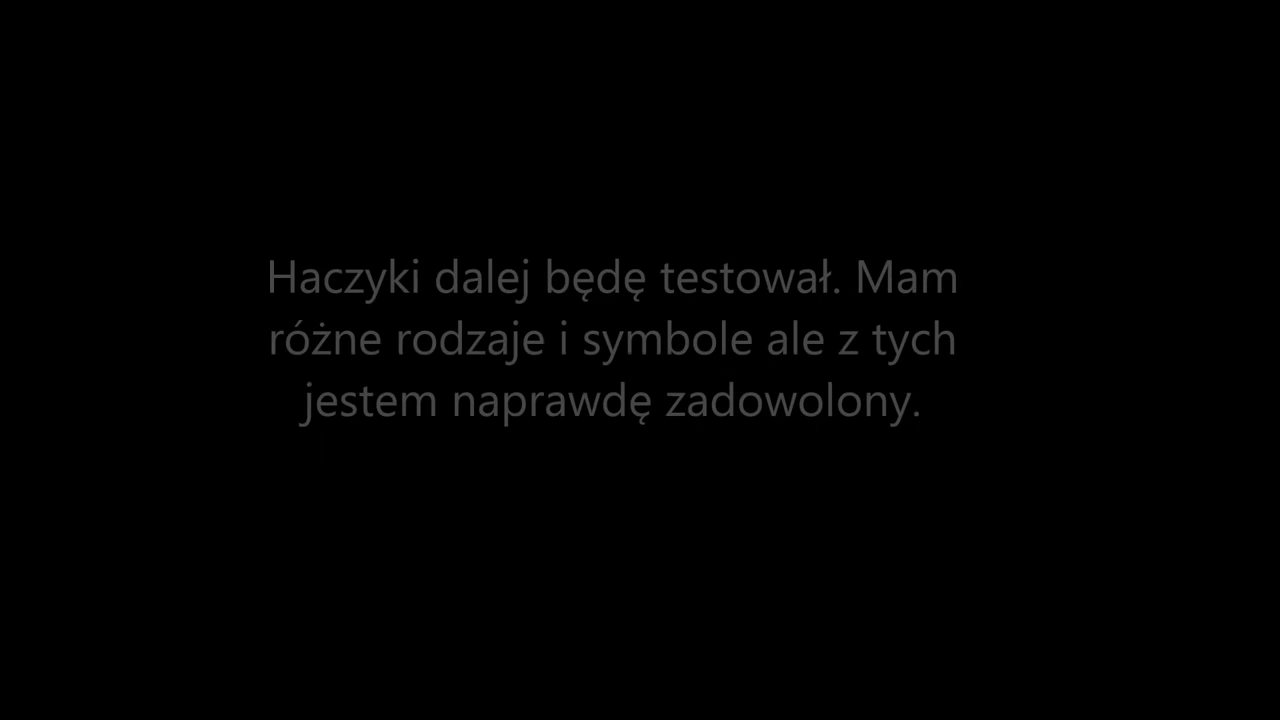 Haczyki dalej będę testował. Mam
różne rodzaje i symbole ale z tych
jestem naprawdę zadowolony.